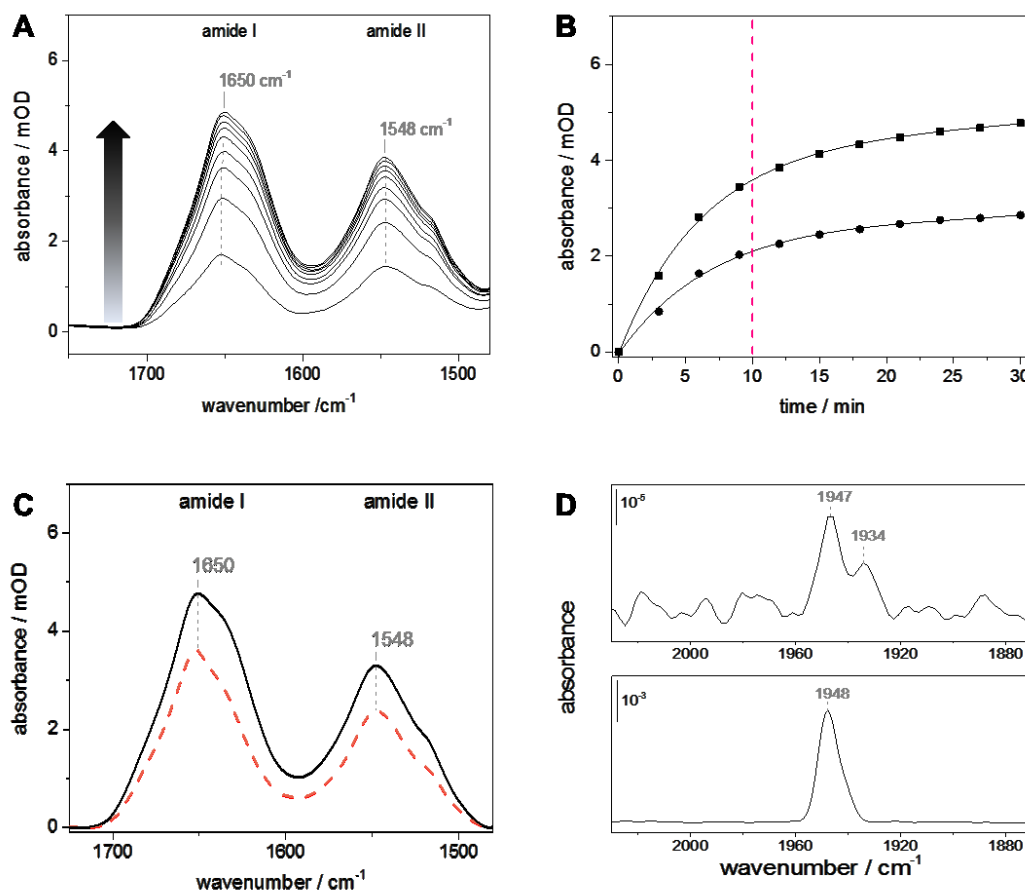 A
amide I
amide II
1650 cm⁻¹
1548 cm⁻¹
6
4
2
0
absorbance / mOD
1700
1600
1500
wavenumber /cm⁻¹
B
6
4
2
0
absorbance / mOD
0
5
10
15
20
25
30
time / min
C
amide I
amide II
1650
1548
6
4
2
0
absorbance / mOD
1700
1600
1500
wavenumber / cm⁻¹
D
10⁻⁵
1947
1934
2000
1960
1920
1880
absorbance
10⁻³
1948
2000
1960
1920
1880
wavenumber / cm⁻¹